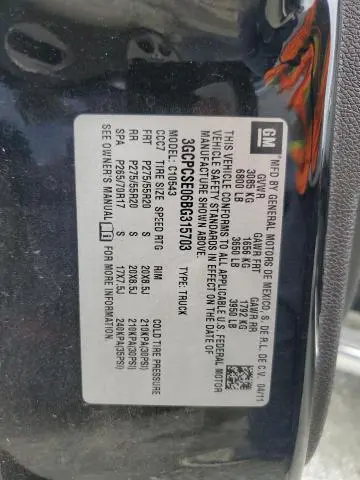 GM
MFD BY GENERAL MOTORS DE MEXICO, S. DE R.L. DE C.V. 04/11
GVWR GAWR FRT GAWR RR
3085 KG 1656 KG 1792 KG
6800 LB 3650 LB 3950 LB
THIS VEHICLE CONFORMS TO ALL APPLICABLE U.S. FEDERAL MOTOR
VEHICLE SAFETY STANDARDS IN EFFECT ON THE DATE OF
MANUFACTURE SHOWN ABOVE.
3GCPCSE06BG315703 TYPE: TRUCK
MODEL: C10543
CDCT TIRE SIZE SPEED RTG RIM COLD TIRE PRESSURE
FRT P275/55R20 S 20X8.5J 210KPA(30PSI)
RR P275/55R20 S 20X8.5J 210KPA(30PSI)
SPA P265/70R17 S 17X7.5J 240KPA(35PSI)
SEE OWNER'S MANUAL FOR MORE INFORMATION.